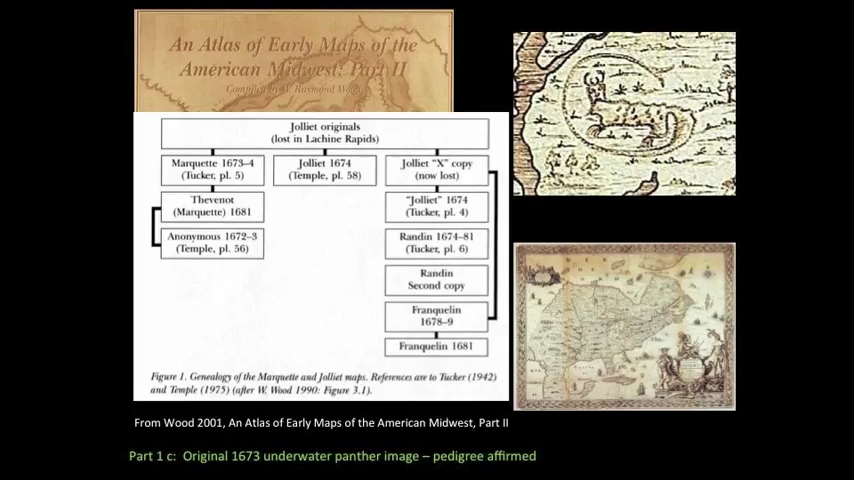 An Atlas of Early Maps of the
American Midwest: Part II
Compiled by W. Raymond Wood
Jolliet originals
(lost in Lachine Rapids)
Marquette 1673–4
(Tucker, pl. 5)
Jolliet 1674
(Temple, pl. 58)
Jolliet "X" copy
(now lost)
Thevenot
(Marquette) 1681
"Jolliet" 1674
(Tucker, pl. 4)
Anonymous 1672–3
(Temple, pl. 56)
Randin 1674–81
(Tucker, pl. 6)
Randin
Second copy
Franquelin
1678–9
Franquelin 1681
Figure 1. Genealogy of the Marquette and Jolliet maps. References are to Tucker (1942)
and Temple (1975) (after W. Wood 1990: Figure 3.1).
From Wood 2001, An Atlas of Early Maps of the American Midwest, Part II
Part 1 c: Original 1673 underwater panther image – pedigree affirmed